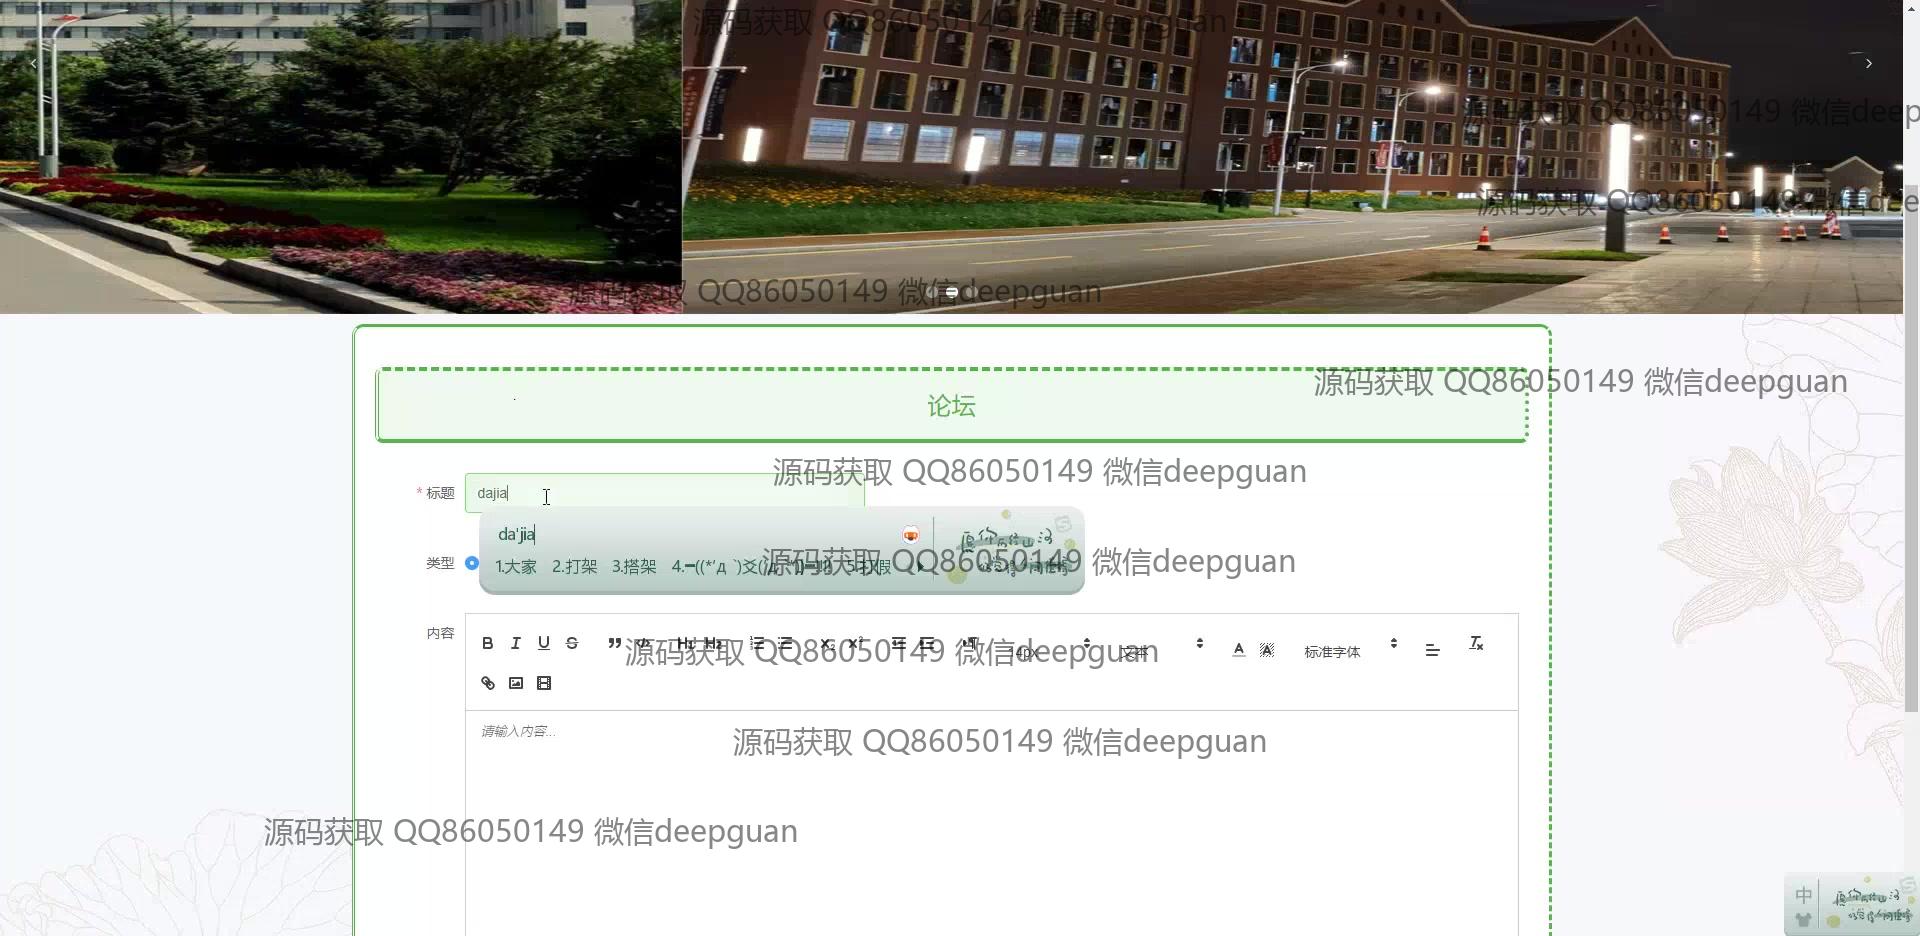 源码获取 QQ86050149 微信deepguan
源码获取 QQ86050149 微信deep
源码获取 QQ86050149 微信dee
源码获取 QQ86050149 微信deepguan
源码获取 QQ86050149 微信deepguan
论坛
源码获取 QQ86050149 微信deepguan
* 标题 dajia
da'jia
类型
1.大家 2.打架 3.搭架
源码获取 QQ86050149 微信deepguan
内容
B I U S H₁ H₂ X₂ X² 14px 文本 A A 标准字体
源码获取 QQ86050149 微信deepguan
请输入内容...
源码获取 QQ86050149 微信deepguan
源码获取 QQ86050149 微信deepguan
中